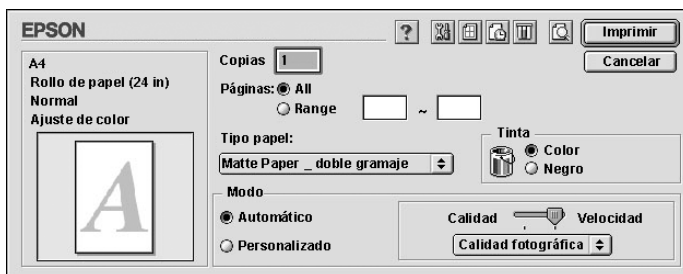 EPSON
?
Imprimir
A4
Rollo de papel (24 in)
Normal
Ajuste de color
A
Copias 1
Cancelar
Páginas: All
Range ~
Tipo papel:
Matte Paper _ doble gramaje
Tinta
Color
Negro
Modo
Automático
Personalizado
Calidad Velocidad
Calidad fotográfica